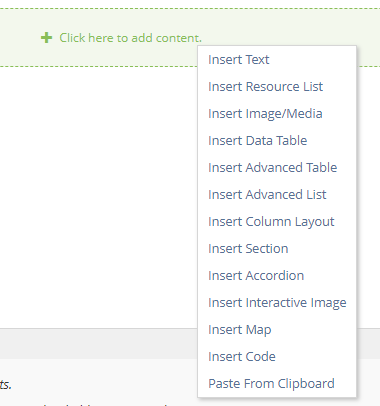 Click here to add content.
Insert Text
Insert Resource List
Insert Image/Media
Insert Data Table
Insert Advanced Table
Insert Advanced List
Insert Column Layout
Insert Section
Insert Accordion
Insert Interactive Image
Insert Map
Insert Code
Paste From Clipboard
ts.